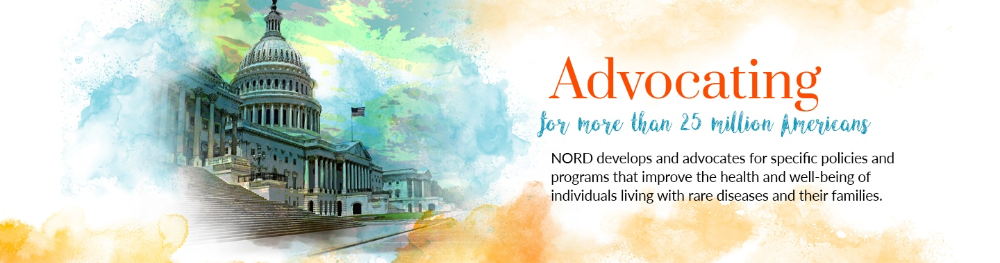 Advocating
for more than 25 million Americans
NORD develops and advocates for specific policies and
programs that improve the health and well-being of
individuals living with rare diseases and their families.